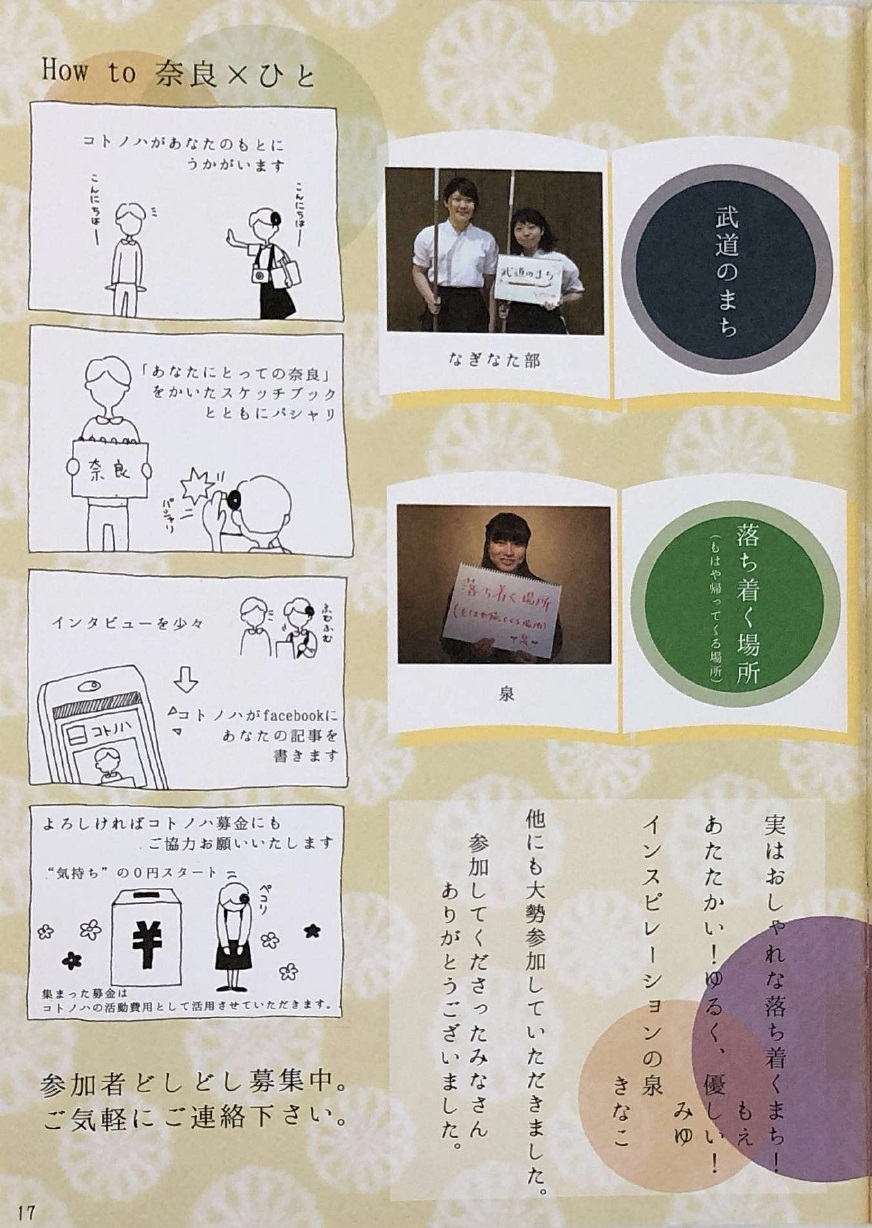 How to 奈良×ひと
コトノハがあなたのもとに
うかがいます
こんにちはー
こんにちはー
「あなたにとっての奈良」
をかいたスケッチブック
とともにパシャリ
奈良
パシャリ
インタビューを少々
ふむふむ
コトノハがfacebookに
あなたの記事を
書きます
コトノハ
よろしければコトノハ募金にも
ご協力お願いいたします
“気持ち”の0円スタート
ペコリ
¥
集まった募金は
コトノハの活動費用として活用させていただきます。
参加者どしどし募集中。
ご気軽にご連絡下さい。
武道のまち
なぎなた部
武道のまち
落ち着く場所
(もはや帰ってくる場所)
泉
泉
落ち着く場所
(もはや帰ってくる場所)
実はおしゃれな落ち着くまち!
もえ
あたたかい!ゆるく、優しい!
みゆ
インスピレーションの泉
きなこ
他にも大勢参加していただきました。
参加してくださったみなさん
ありがとうございました。
17